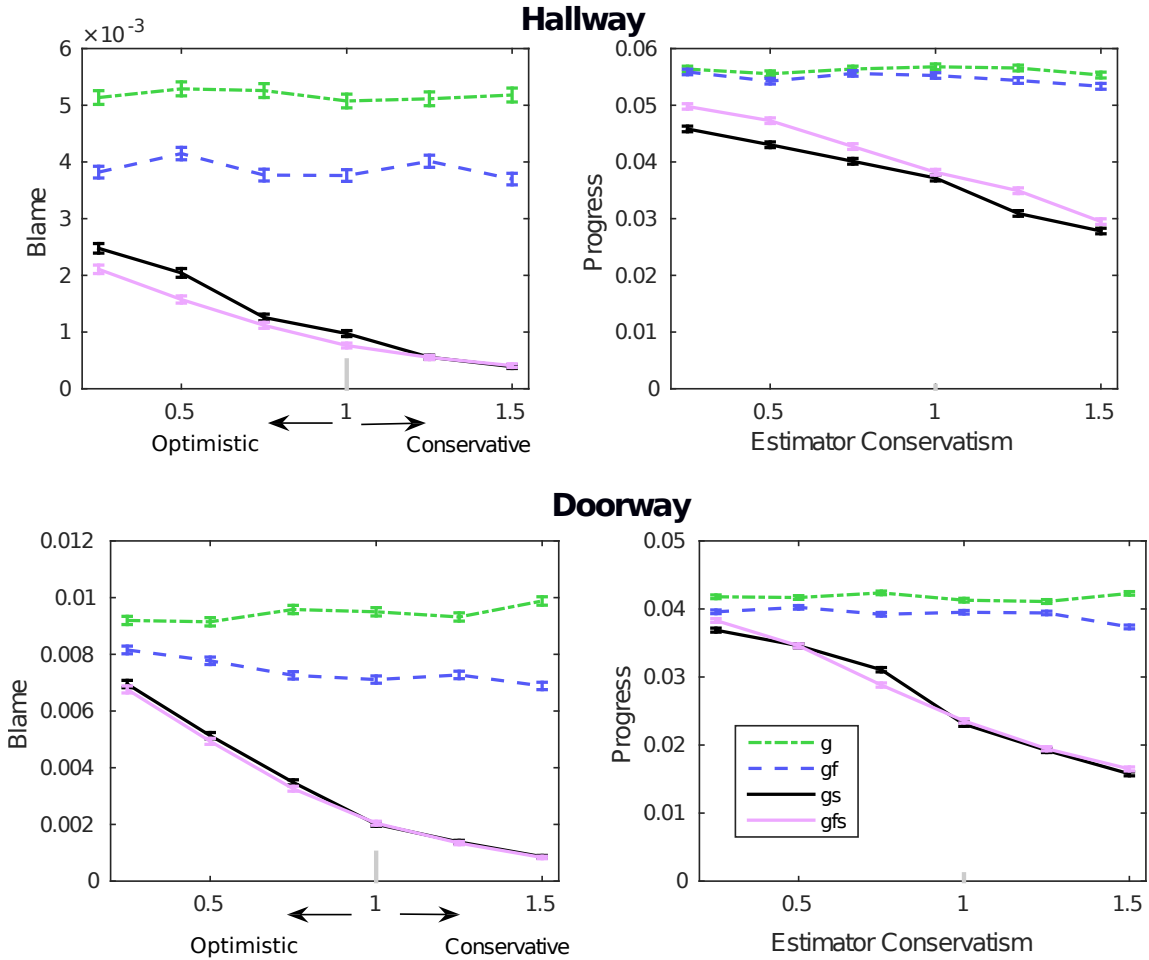 Hallway
×10⁻³
6
5
4
3
2
1
0
Blame
0.5
1
1.5
Optimistic
Conservative
0.06
0.05
0.04
0.03
0.02
0.01
0
Progress
0.5
1
1.5
Estimator Conservatism
Doorway
0.012
0.01
0.008
0.006
0.004
0.002
0
Blame
0.5
1
1.5
Optimistic
Conservative
0.05
0.04
0.03
0.02
0.01
0
Progress
g
gf
gs
gfs
0.5
1
1.5
Estimator Conservatism